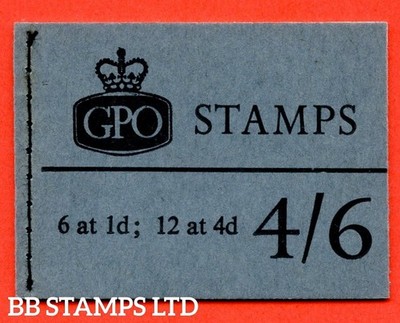 GPO STAMPS
6 at 1d; 12 at 4d 4/6
BB STAMPS LTD